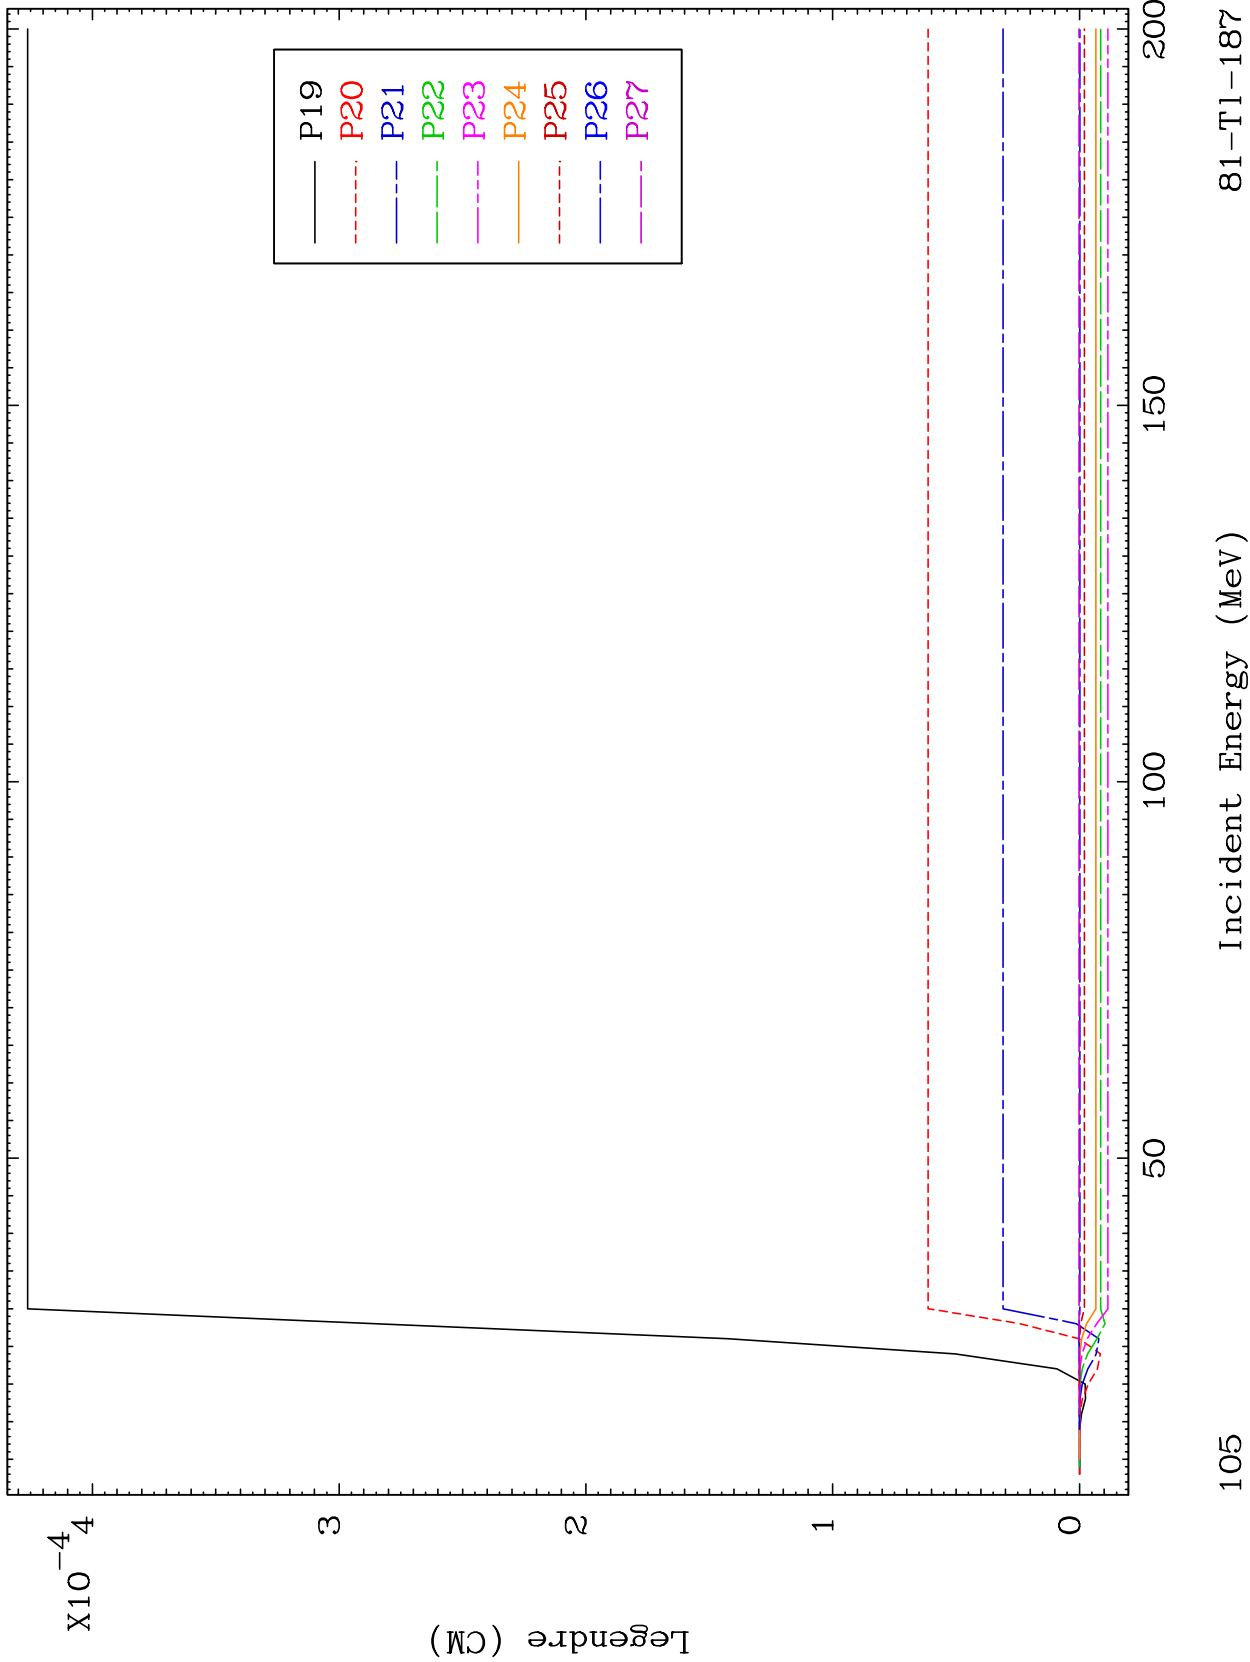 X10-4
4
3
2
1
0
Legendre (CM)
P19
P20
P21
P22
P23
P24
P25
P26
P27
50
100
150
200
Incident Energy (MeV)
105
81-Tl-187